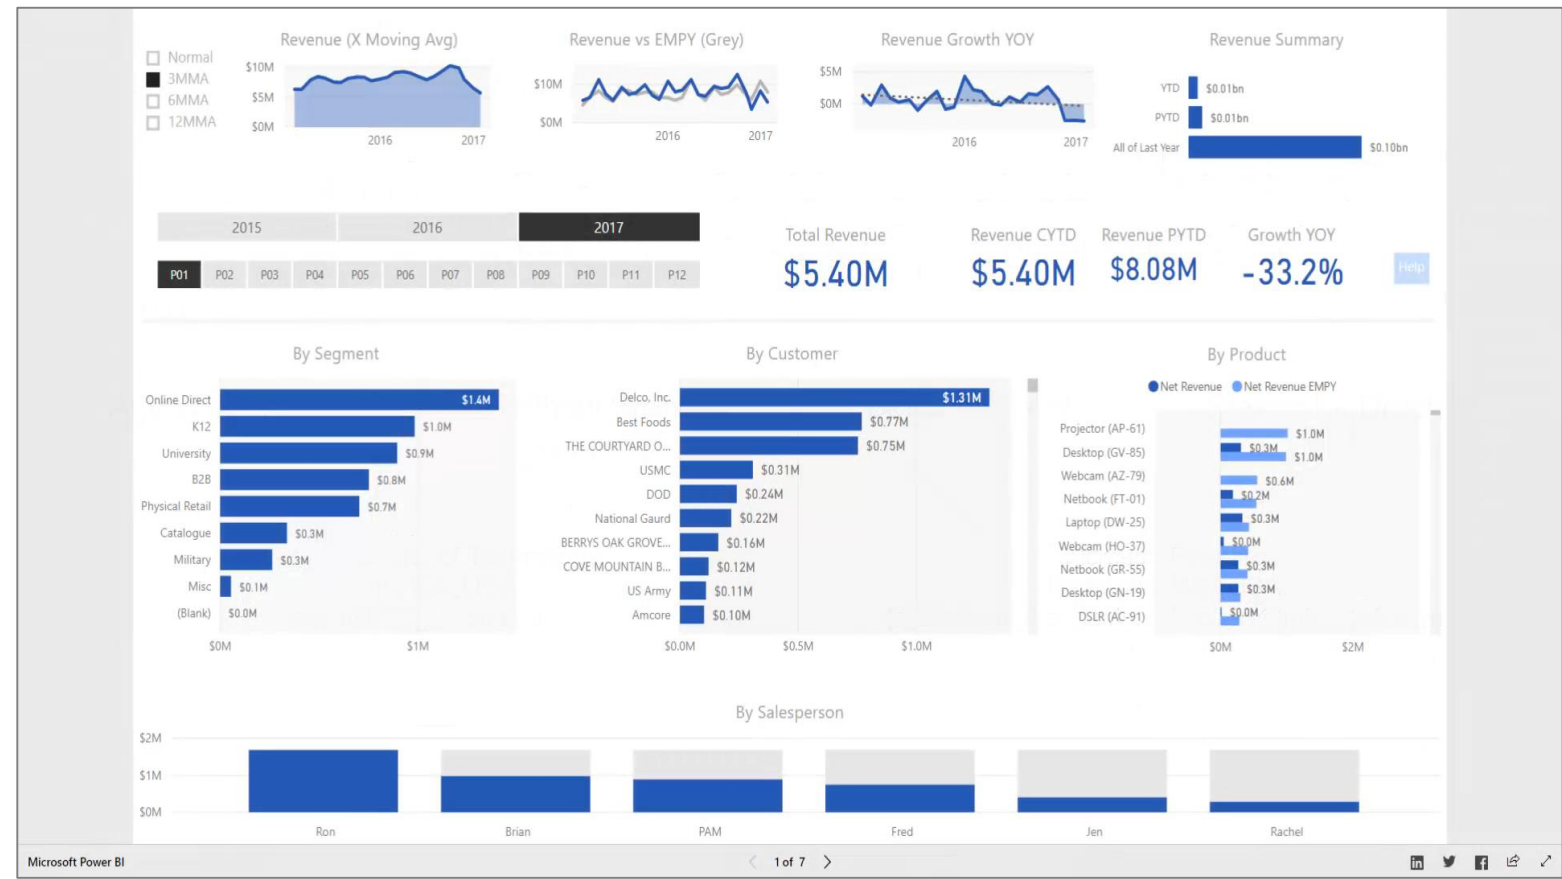 Normal
3MMA
6MMA
12MMA
Revenue (X Moving Avg)
$10M
$5M
$0M
2016 2017
Revenue vs EMPY (Grey)
$10M
$0M
2016 2017
Revenue Growth YOY
$5M
$0M
2016 2017
Revenue Summary
YTD $0.01bn
PYTD $0.01bn
All of Last Year $0.10bn
2015 2016 2017
P01 P02 P03 P04 P05 P06 P07 P08 P09 P10 P11 P12
Total Revenue
$5.40M
Revenue CYTD
$5.40M
Revenue PYTD
$8.08M
Growth YOY
-33.2%
Help
By Segment
Online Direct $1.4M
K12 $1.0M
University $0.9M
B2B $0.8M
Physical Retail $0.7M
Catalogue $0.3M
Military $0.3M
Misc $0.1M
(Blank) $0.0M
$0M $1M
By Customer
Delco, Inc. $1.31M
Best Foods $0.77M
THE COURTYARD O... $0.75M
USMC $0.31M
DOD $0.24M
National Gaurd $0.22M
BERRYS OAK GROVE... $0.16M
COVE MOUNTAIN B... $0.12M
US Army $0.11M
Amcore $0.10M
$0.0M $0.5M $1.0M
By Product
Net Revenue Net Revenue EMPY
Projector (AP-61) $1.0M
Desktop (GV-85) $0.3M $1.0M
Webcam (AZ-79) $0.6M
Netbook (FT-01) $0.2M
Laptop (DW-25) $0.3M
Webcam (HO-37) $0.0M
Netbook (GR-55) $0.3M
Desktop (GN-19) $0.3M
DSLR (AC-91) $0.0M
$0M $2M
By Salesperson
$2M
$1M
$0M
Ron Brian PAM Fred Jen Rachel
Microsoft Power BI
1 of 7